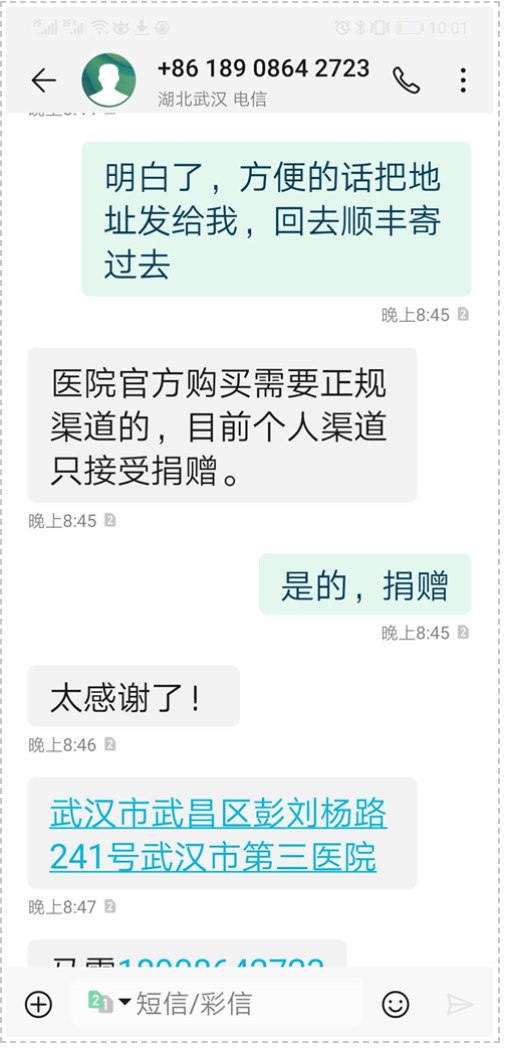 10:01
+86 189 0864 2723
湖北武汉 电信
明白了，方便的话把地
址发给我，回去顺丰寄
过去
晚上8:45
医院官方购买需要正规
渠道的，目前个人渠道
只接受捐赠。
晚上8:45
是的，捐赠
晚上8:45
太感谢了！
晚上8:46
武汉市武昌区彭刘杨路
241号武汉市第三医院
晚上8:47
短信/彩信